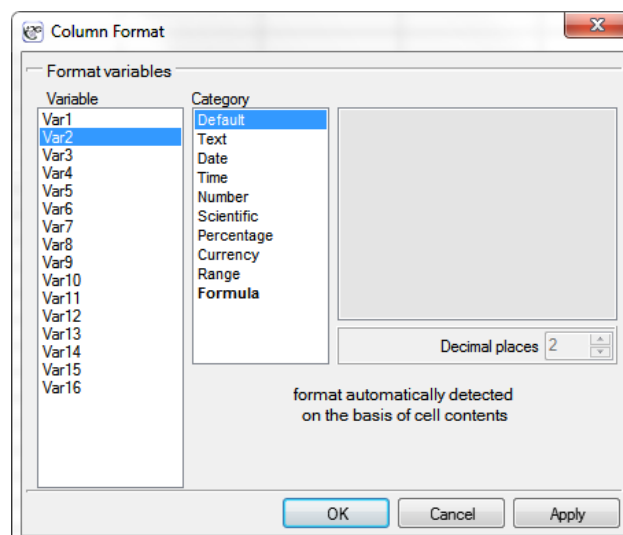 Column Format
Format variables
Variable
Category
Var1
Var2
Var3
Var4
Var5
Var6
Var7
Var8
Var9
Var10
Var11
Var12
Var13
Var14
Var15
Var16
Default
Text
Date
Time
Number
Scientific
Percentage
Currency
Range
Formula
Decimal places 2
format automatically detected
on the basis of cell contents
OK
Cancel
Apply